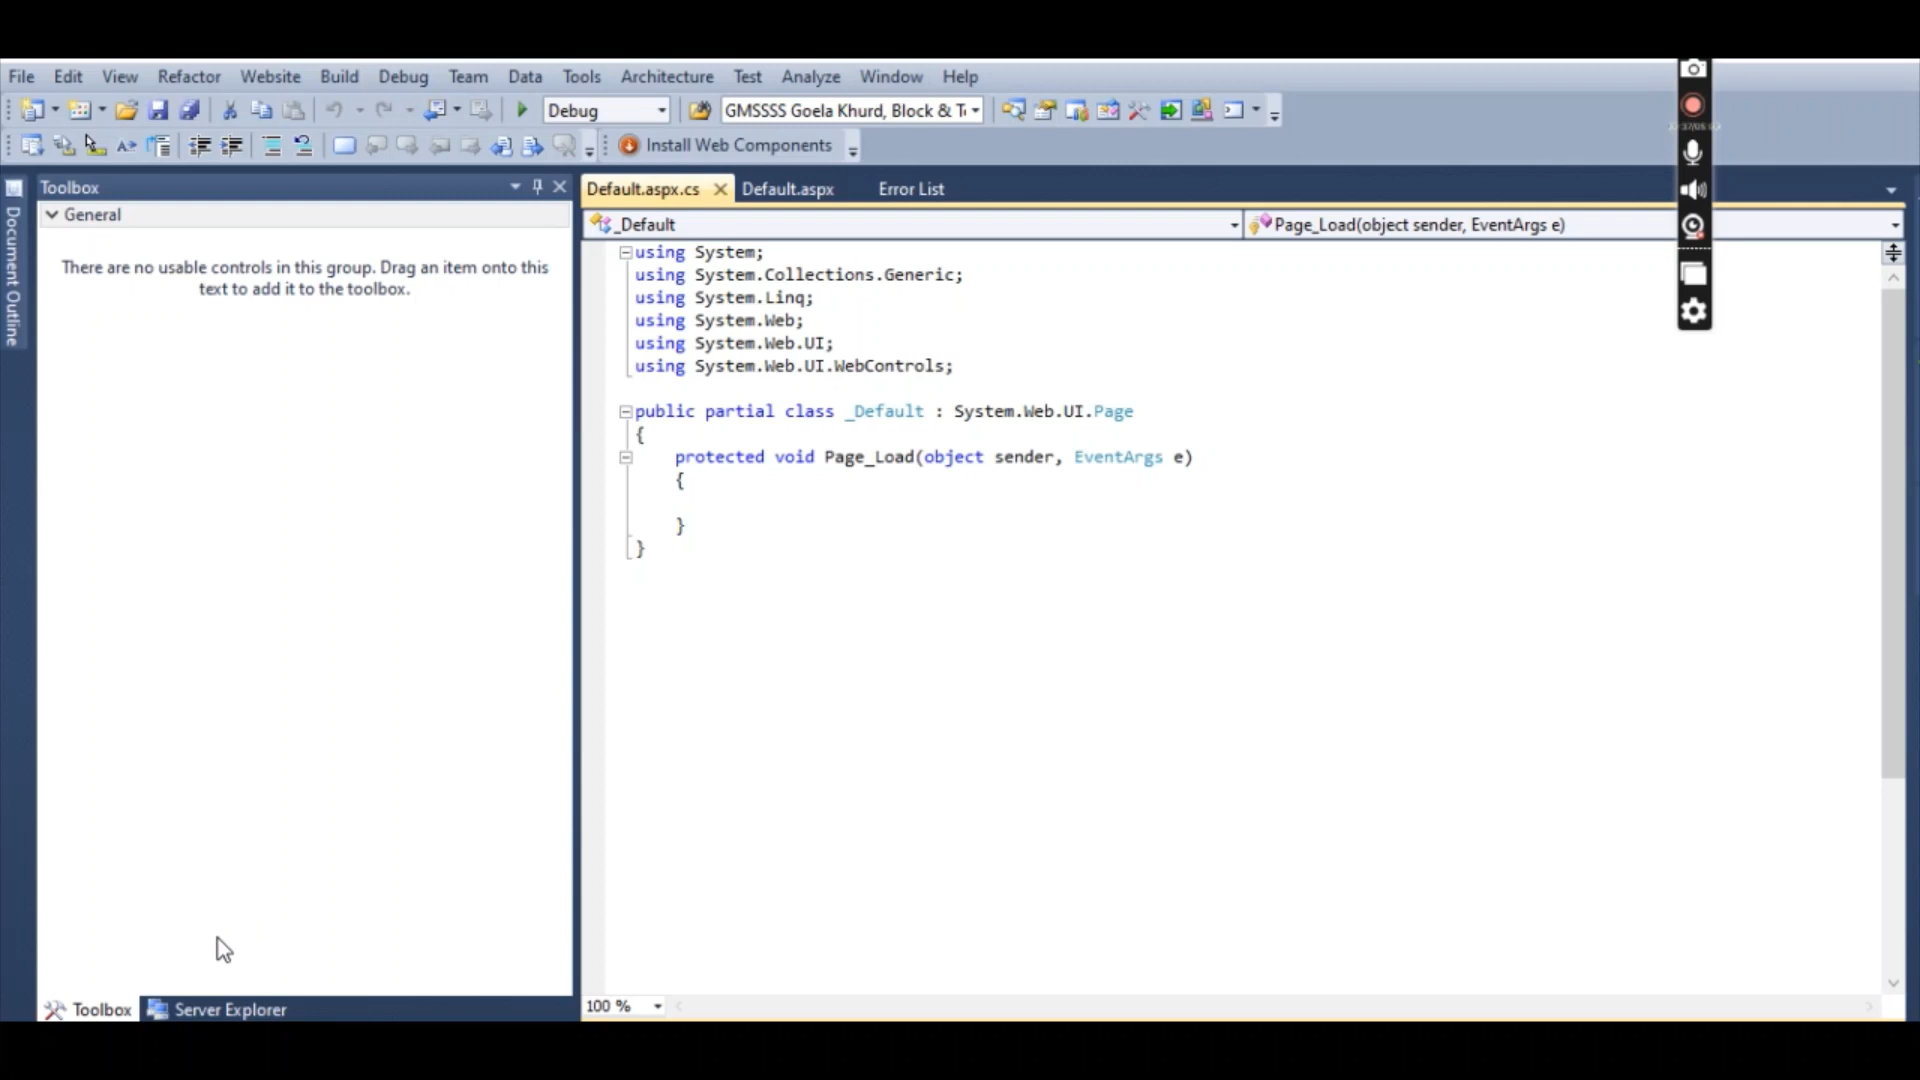 File Edit View Refactor Website Build Debug Team Data Tools Architecture Test Analyze Window Help
Debug GMSSSS Goela Khurd, Block & T
Install Web Components
Document Outline
Toolbox
General
There are no usable controls in this group. Drag an item onto this
text to add it to the toolbox.
Toolbox Server Explorer
Default.aspx.cs Default.aspx Error List
_Default Page_Load(object sender, EventArgs e)
using System;
using System.Collections.Generic;
using System.Linq;
using System.Web;
using System.Web.UI;
using System.Web.UI.WebControls;
public partial class _Default : System.Web.UI.Page
{
protected void Page_Load(object sender, EventArgs e)
{
}
}
100 %